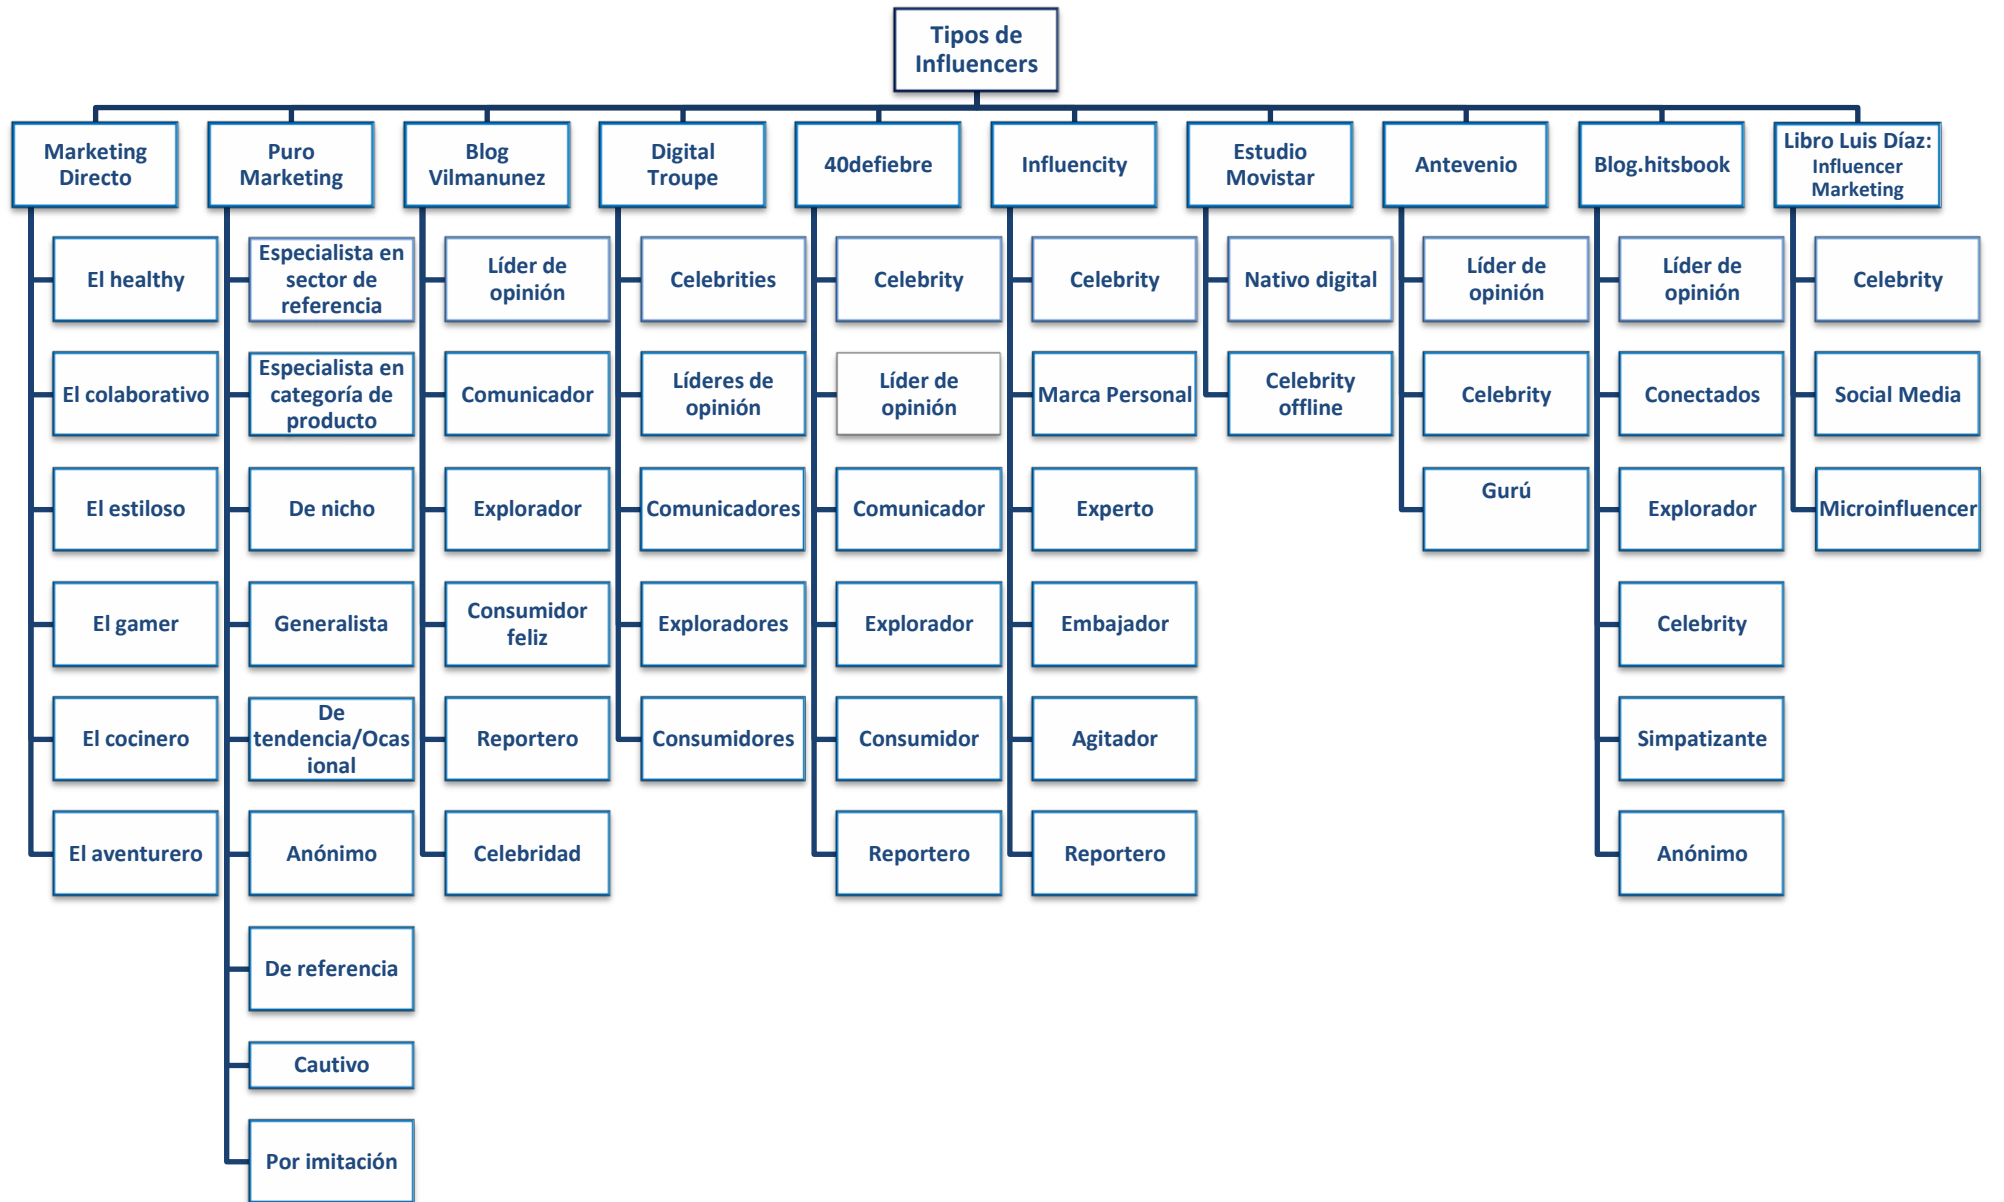 Tipos de
Influencers
Marketing
Directo
El healthy
El colaborativo
El estiloso
El gamer
El cocinero
El aventurero
Puro
Marketing
Especialista en
sector de
referencia
Especialista en
categoría de
producto
De nicho
Generalista
De
tendencia/Ocas
ional
Anónimo
De referencia
Cautivo
Por imitación
Blog
Vilmanunez
Líder de
opinión
Comunicador
Explorador
Consumidor
feliz
Reportero
Celebridad
Digital
Troupe
Celebrities
Líderes de
opinión
Comunicadores
Exploradores
Consumidores
40defiebre
Celebrity
Líder de
opinión
Comunicador
Explorador
Consumidor
Reportero
Influencity
Celebrity
Marca Personal
Experto
Embajador
Agitador
Reportero
Estudio
Movistar
Nativo digital
Celebrity
offline
Antevenio
Líder de
opinión
Celebrity
Gurú
Blog.hitsbook
Líder de
opinión
Conectados
Explorador
Celebrity
Simpatizante
Anónimo
Libro Luis Díaz:
Influencer
Marketing
Celebrity
Social Media
Microinfluencer